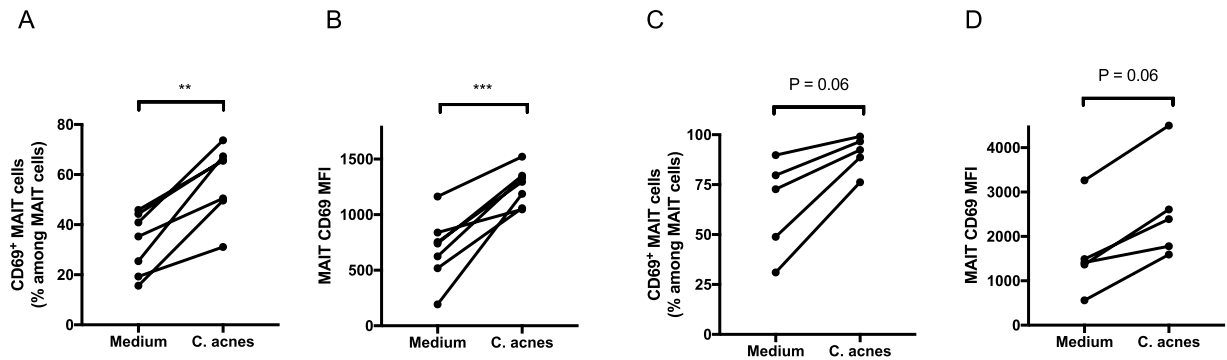 A
**
CD69⁺ MAIT cells
(% among MAIT cells)
80
60
40
20
0
Medium
C. acnes
B
***
MAIT CD69 MFI
1500
1000
500
0
Medium
C. acnes
C
P = 0.06
CD69⁺ MAIT cells
(% among MAIT cells)
100
75
50
25
0
Medium
C. acnes
D
P = 0.06
MAIT CD69 MFI
4000
3000
2000
1000
0
Medium
C. acnes